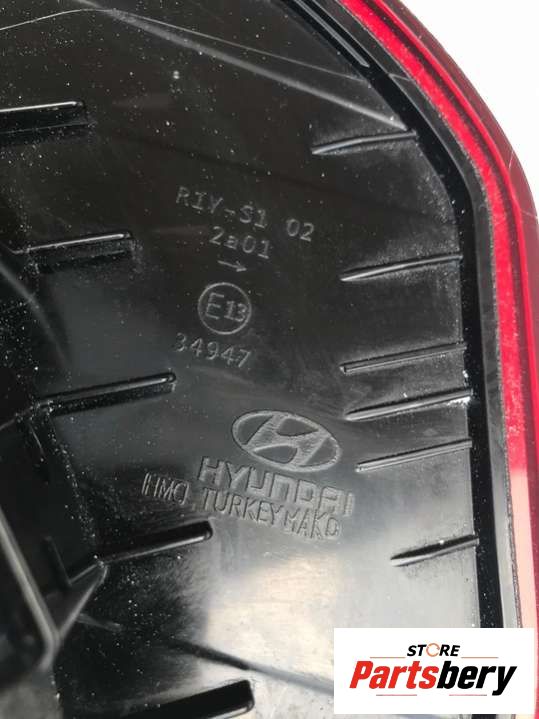 RIY-S1 02
2a01
E13
34947
HYUNDAI
HMC TURKEY MAKO
STORE
Partsbery